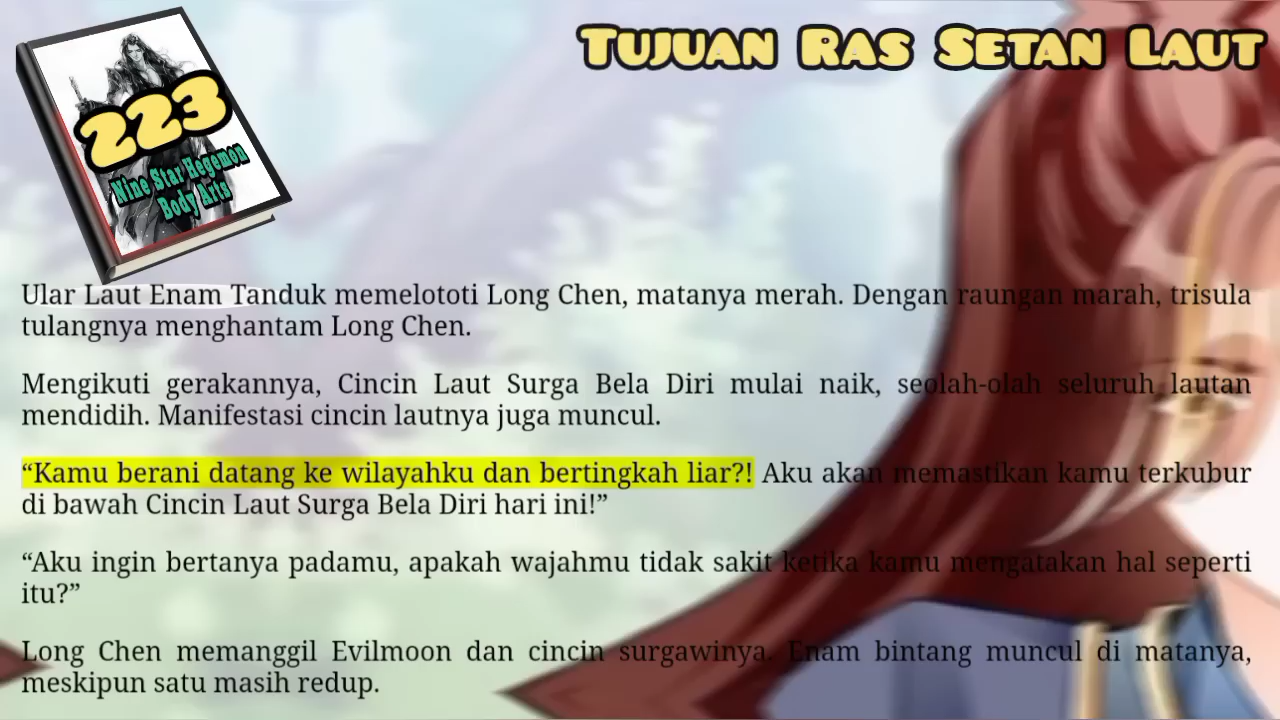 Tujuan Ras Setan Laut
223
Nine Star Hegemon
Body Arts
Ular Laut Enam Tanduk memelototi Long Chen, matanya merah. Dengan raungan marah, trisula
tulangnya menghantam Long Chen.
Mengikuti gerakannya, Cincin Laut Surga Bela Diri mulai naik, seolah-olah seluruh lautan
mendidih. Manifestasi cincin lautnya juga muncul.
“Kamu berani datang ke wilayahku dan bertingkah liar?! Aku akan memastikan kamu terkubur
di bawah Cincin Laut Surga Bela Diri hari ini!”
“Aku ingin bertanya padamu, apakah wajahmu tidak sakit ketika kamu mengatakan hal seperti
itu?”
Long Chen memanggil Evilmoon dan cincin surgawinya. Enam bintang muncul di matanya,
meskipun satu masih redup.